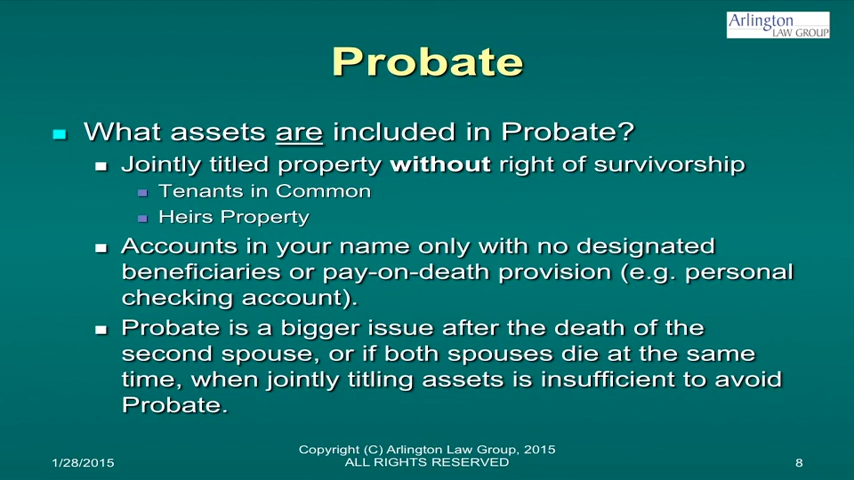 Arlington
LAW GROUP
Probate
What assets are included in Probate?
Jointly titled property without right of survivorship
Tenants in Common
Heirs Property
Accounts in your name only with no designated
beneficiaries or pay-on-death provision (e.g. personal
checking account).
Probate is a bigger issue after the death of the
second spouse, or if both spouses die at the same
time, when jointly titling assets is insufficient to avoid
Probate.
1/28/2015
Copyright (C) Arlington Law Group, 2015
ALL RIGHTS RESERVED
8